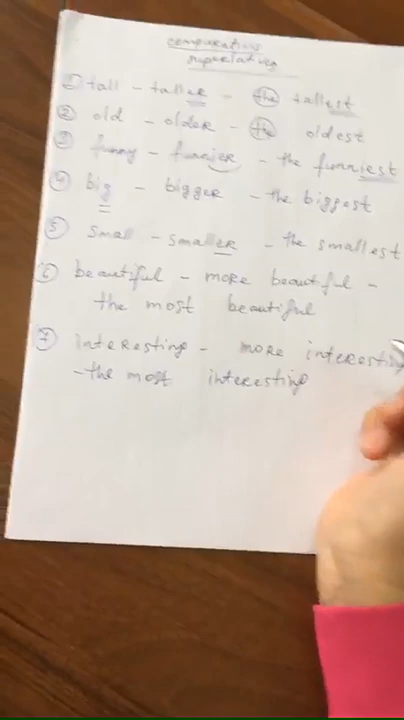 comparatives
superlatives
① tall - taller - the tallest
② old - older - the oldest
③ funny - funnier - the funniest
④ big - bigger - the biggest
⑤ small - smaller - the smallest
⑥ beautiful - more beautiful -
the most beautiful
⑦ interesting - more interesting
- the most interesting